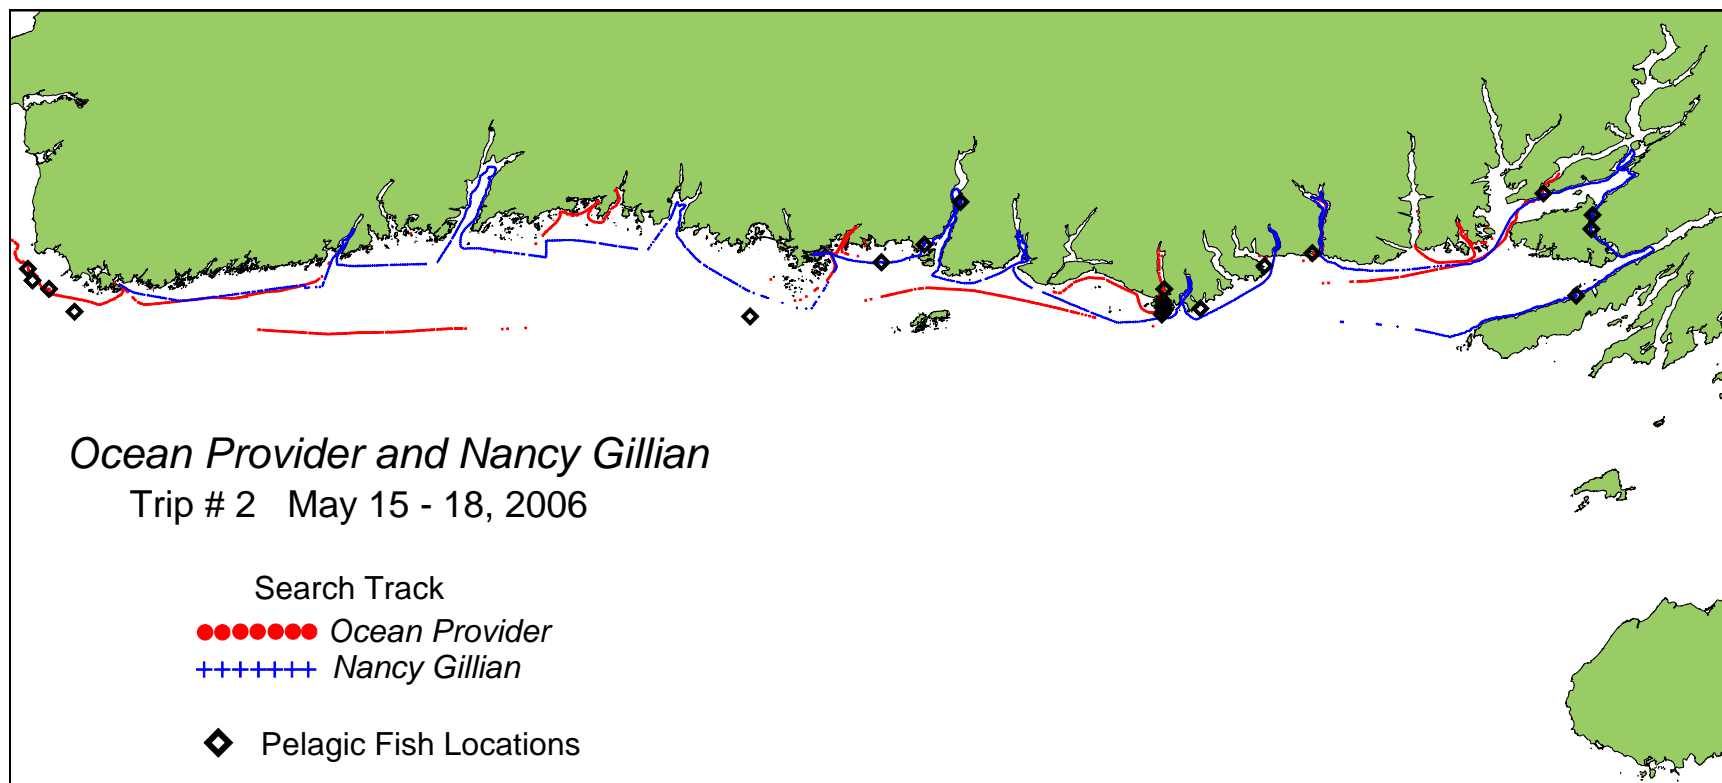 Ocean Provider and Nancy Gillian
Trip # 2 May 15 - 18, 2006
Search Track
Ocean Provider
Nancy Gillian
Pelagic Fish Locations